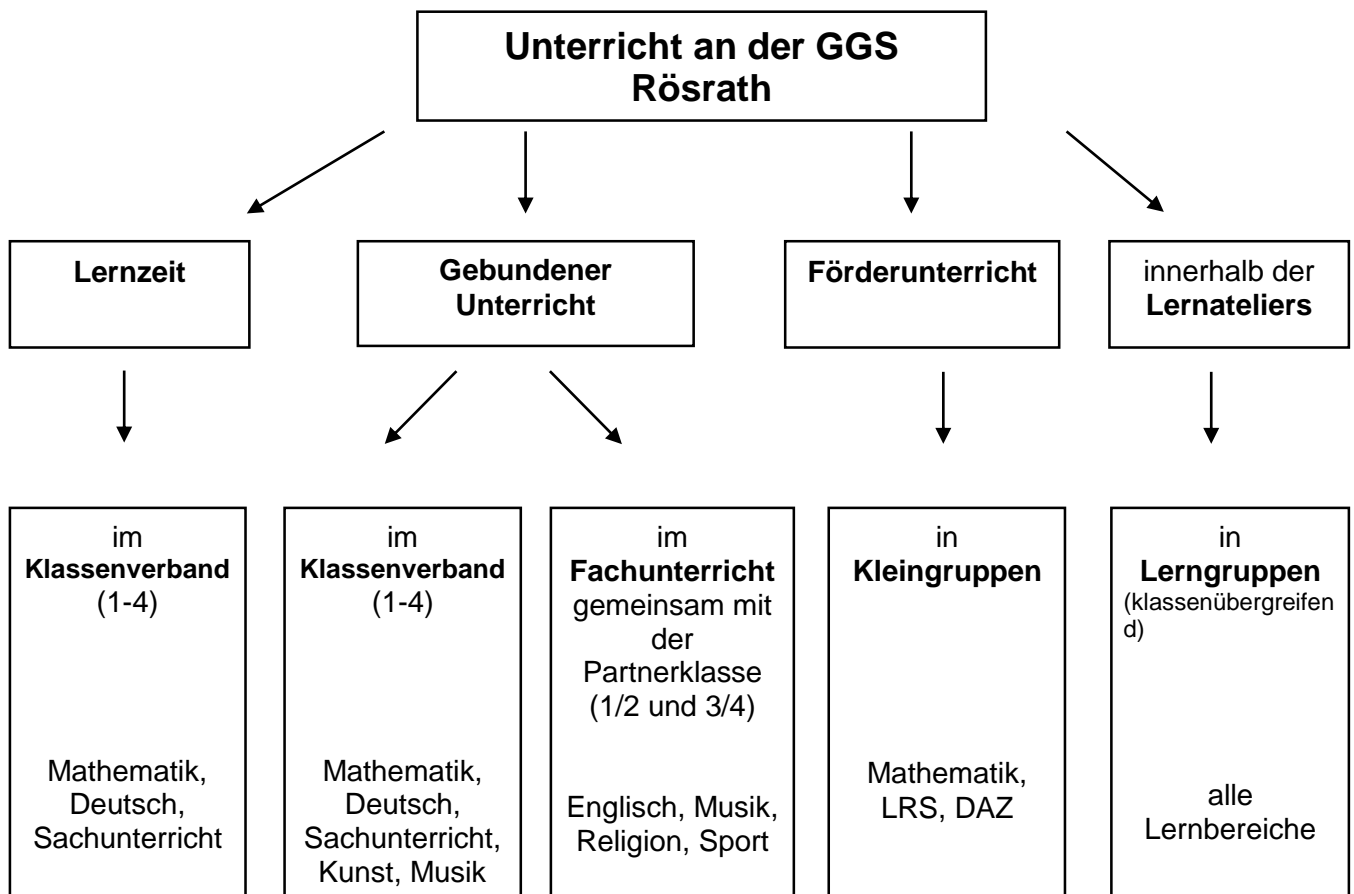 Unterricht an der GGS
Rösrath
Lernzeit
Gebundener
Unterricht
Förderunterricht
innerhalb der
Lernateliers
im
Klassenverband
(1-4)
Mathematik,
Deutsch,
Sachunterricht
im
Klassenverband
(1-4)
Mathematik,
Deutsch,
Sachunterricht,
Kunst, Musik
im
Fachunterricht
gemeinsam mit
der
Partnerklasse
(1/2 und 3/4)
Englisch, Musik,
Religion, Sport
in
Kleingruppen
Mathematik,
LRS, DAZ
in
Lerngruppen
(klassenübergreifen
d)
alle
Lernbereiche